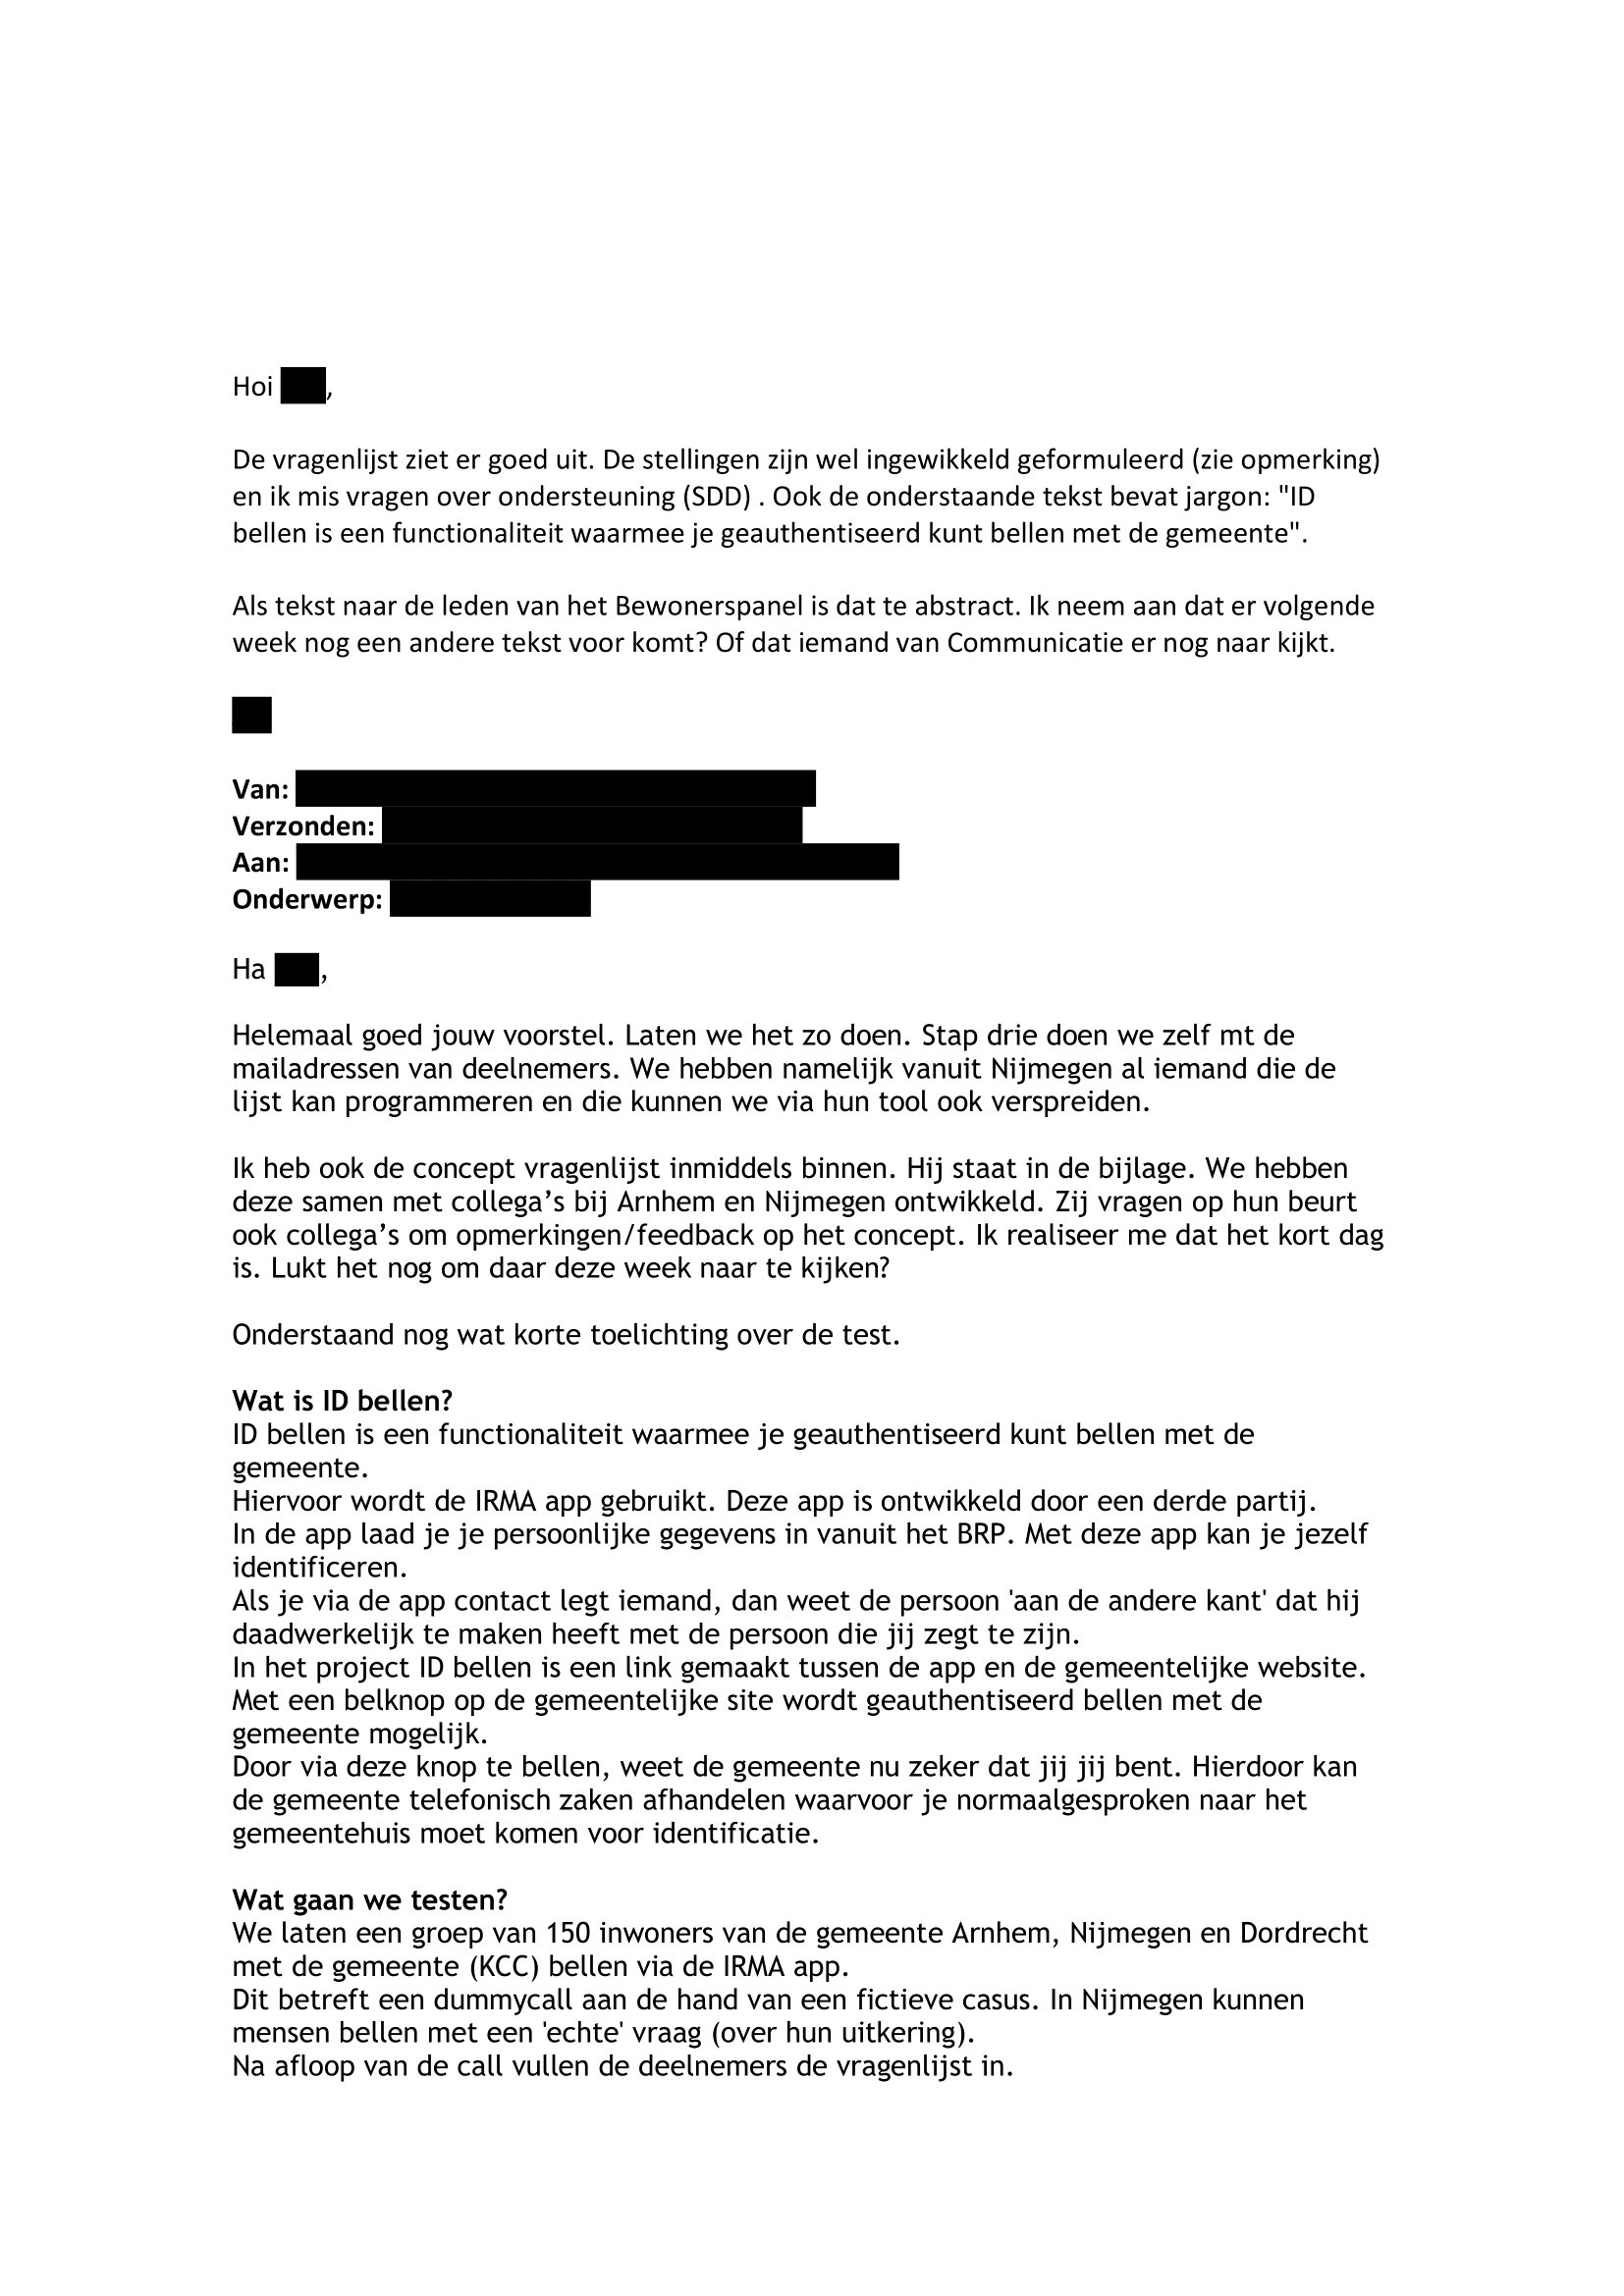 Hoi ,
De vragenlijst ziet er goed uit. De stellingen zijn wel ingewikkeld geformuleerd (zie opmerking)
en ik mis vragen over ondersteuning (SDD) . Ook de onderstaande tekst bevat jargon: "ID
bellen is een functionaliteit waarmee je geauthentiseerd kunt bellen met de gemeente".
Als tekst naar de leden van het Bewonerspanel is dat te abstract. Ik neem aan dat er volgende
week nog een andere tekst voor komt? Of dat iemand van Communicatie er nog naar kijkt.
Van:
Verzonden:
Aan:
Onderwerp:
Ha ,
Helemaal goed jouw voorstel. Laten we het zo doen. Stap drie doen we zelf mt de
mailadressen van deelnemers. We hebben namelijk vanuit Nijmegen al iemand die de
lijst kan programmeren en die kunnen we via hun tool ook verspreiden.
Ik heb ook de concept vragenlijst inmiddels binnen. Hij staat in de bijlage. We hebben
deze samen met collega’s bij Arnhem en Nijmegen ontwikkeld. Zij vragen op hun beurt
ook collega’s om opmerkingen/feedback op het concept. Ik realiseer me dat het kort dag
is. Lukt het nog om daar deze week naar te kijken?
Onderstaand nog wat korte toelichting over de test.
Wat is ID bellen?
ID bellen is een functionaliteit waarmee je geauthentiseerd kunt bellen met de
gemeente.
Hiervoor wordt de IRMA app gebruikt. Deze app is ontwikkeld door een derde partij.
In de app laad je je persoonlijke gegevens in vanuit het BRP. Met deze app kan je jezelf
identificeren.
Als je via de app contact legt iemand, dan weet de persoon 'aan de andere kant' dat hij
daadwerkelijk te maken heeft met de persoon die jij zegt te zijn.
In het project ID bellen is een link gemaakt tussen de app en de gemeentelijke website.
Met een belknop op de gemeentelijke site wordt geauthentiseerd bellen met de
gemeente mogelijk.
Door via deze knop te bellen, weet de gemeente nu zeker dat jij jij bent. Hierdoor kan
de gemeente telefonisch zaken afhandelen waarvoor je normaalgesproken naar het
gemeentehuis moet komen voor identificatie.
Wat gaan we testen?
We laten een groep van 150 inwoners van de gemeente Arnhem, Nijmegen en Dordrecht
met de gemeente (KCC) bellen via de IRMA app.
Dit betreft een dummycall aan de hand van een fictieve casus. In Nijmegen kunnen
mensen bellen met een 'echte' vraag (over hun uitkering).
Na afloop van de call vullen de deelnemers de vragenlijst in.